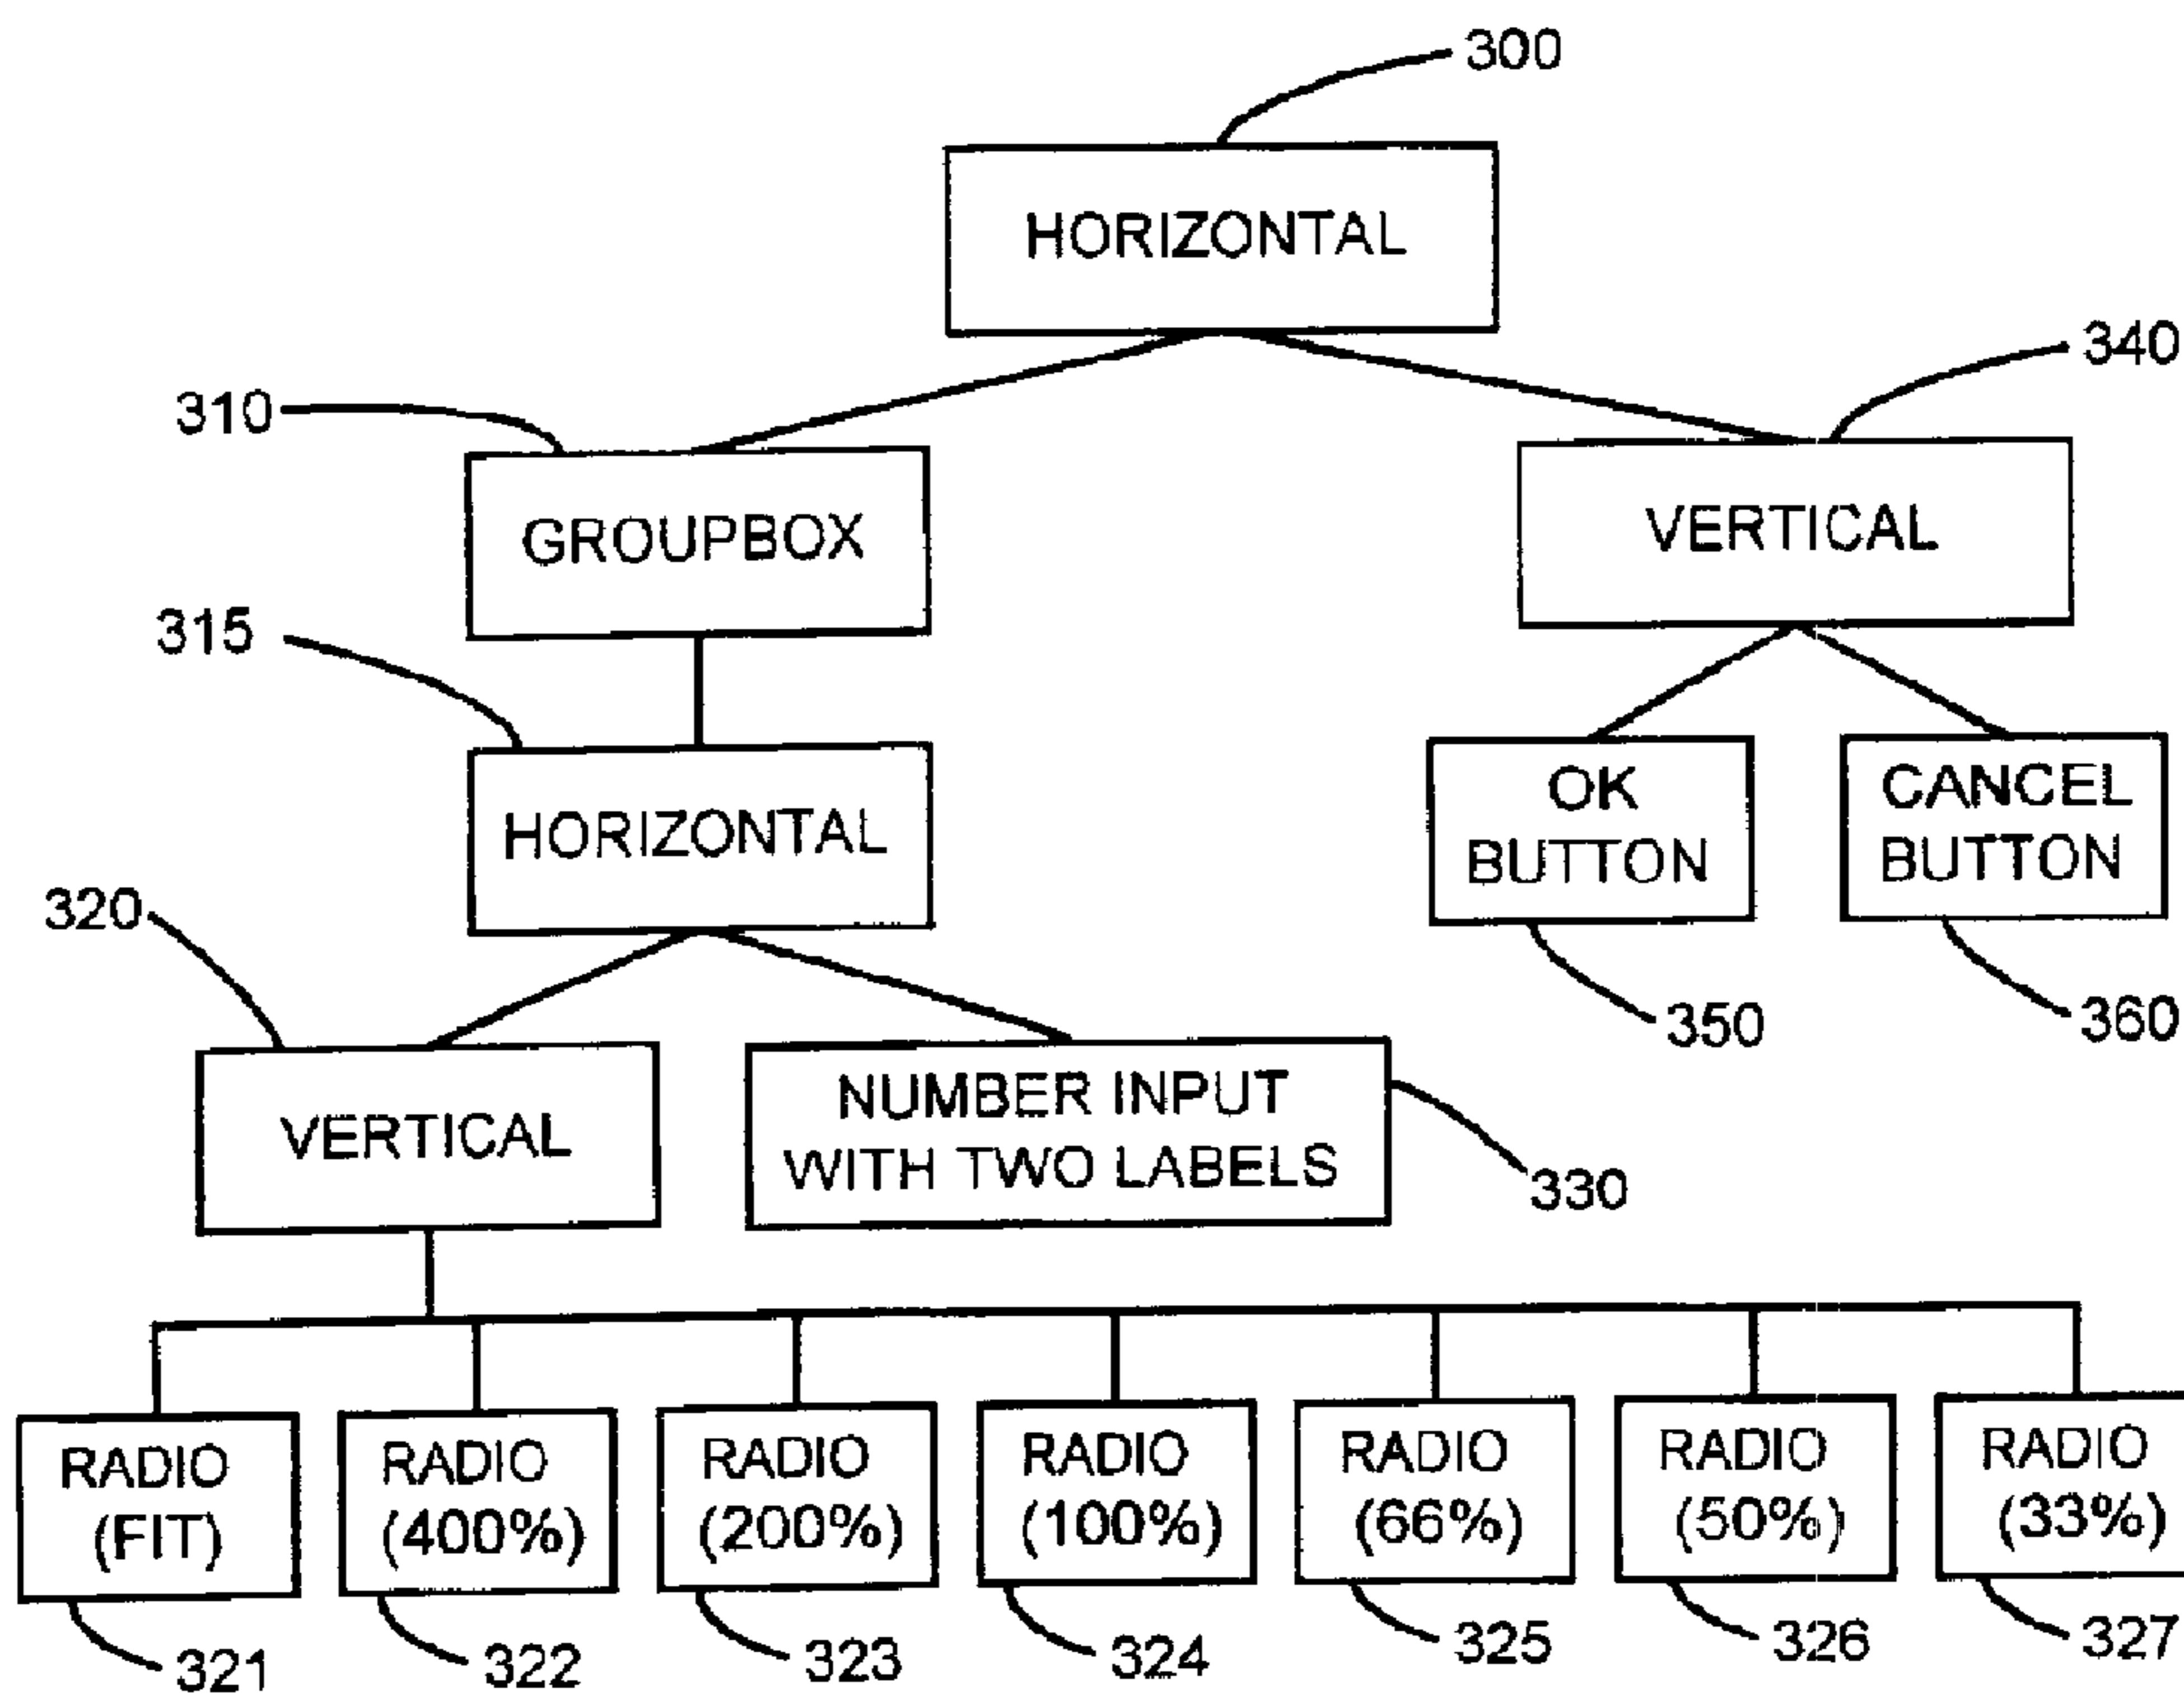 300
HORIZONTAL
340
310
GROUPBOX
VERTICAL
315
HORIZONTAL
OK
BUTTON
CANCEL
BUTTON
320
350
360
VERTICAL
NUMBER INPUT
WITH TWO LABELS
330
RADIO
(FIT)
RADIO
(400%)
RADIO
(200%)
RADIO
(100%)
RADIO
(66%)
RADIO
(50%)
RADIO
(33%)
321
322
323
324
325
326
327